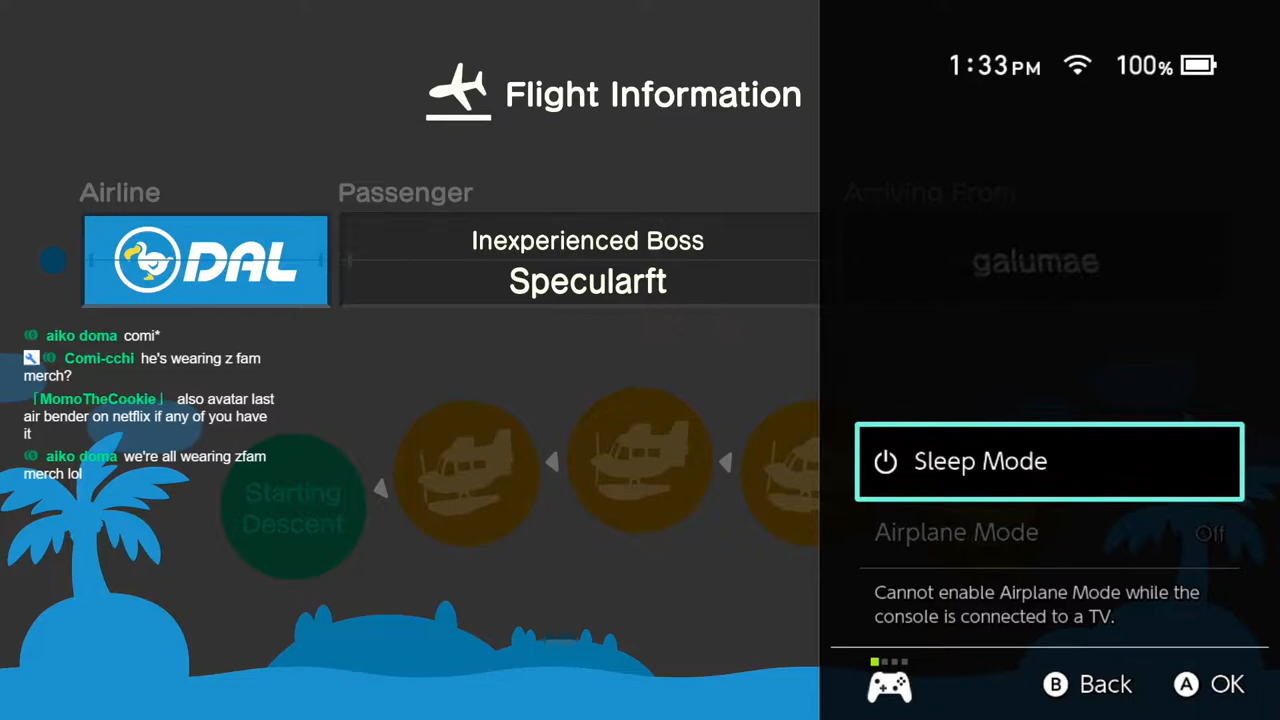 1:33PM 100%
Flight Information
Airline
Passenger
Arriving From
DAL
Inexperienced Boss
Specularft
galumae
aiko doma comi*
Comi-cchi he's wearing z fam
merch?
「MomoTheCookie」 also avatar last
air bender on netflix if any of you have
it
aiko doma we're all wearing zfam
merch lol
Starting
Descent
Sleep Mode
Airplane Mode Off
Cannot enable Airplane Mode while the
console is connected to a TV.
B Back A OK